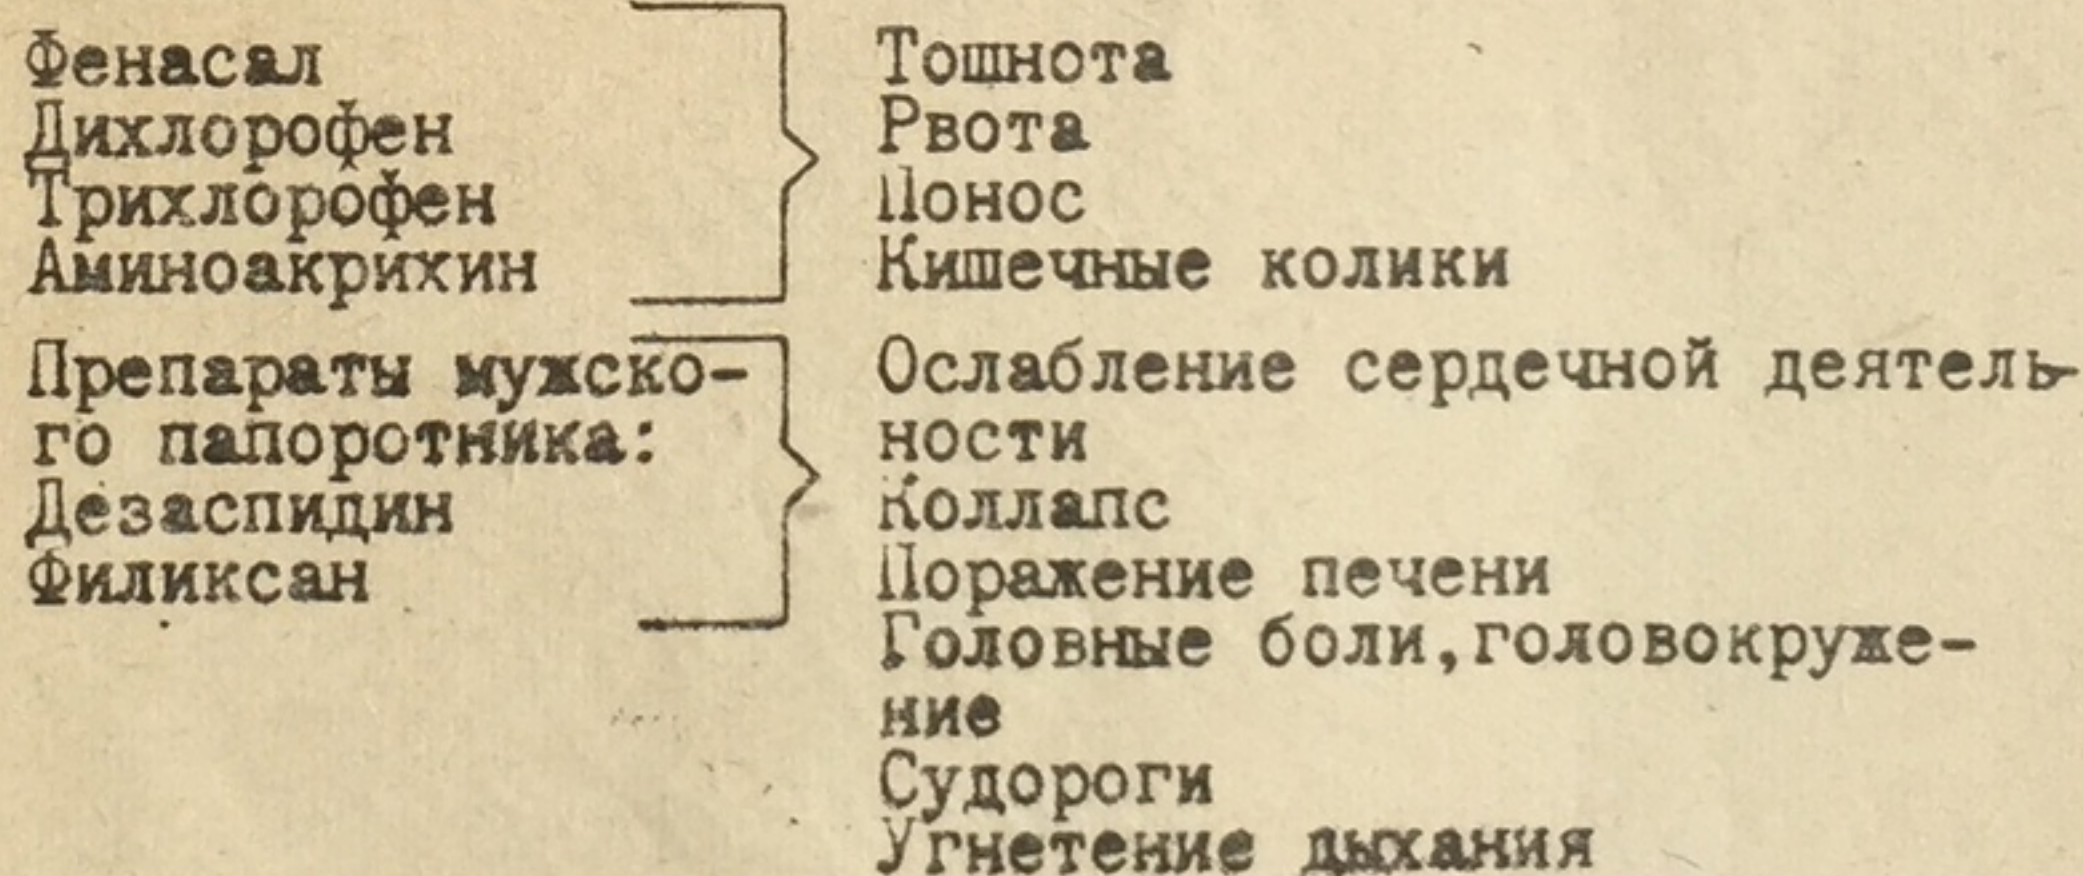 Фенасал
Дихлорофен
Трихлорофен
Аминоакрихин
Тошнота
Рвота
Понос
Кишечные колики
Препараты мужско-
го папоротника:
Дезаспидин
Филиксан
Ослабление сердечной деятель-
ности
Коллапс
Поражение печени
Головные боли,головокруже-
ние
Судороги
Угнетение дыхания